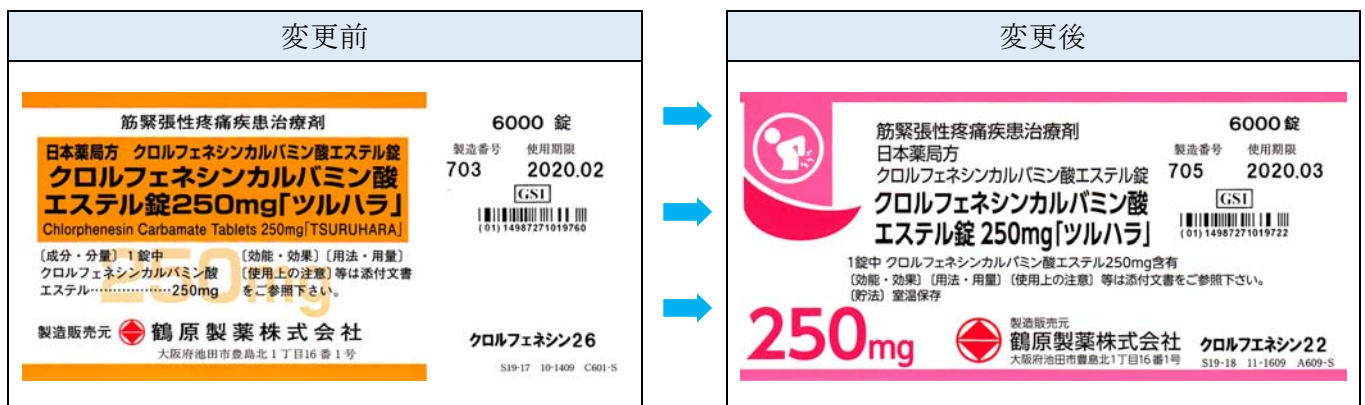 変更前
筋緊張性疼痛疾患治療剤
日本薬局方 クロルフェネシンカルバミン酸エステル錠
クロルフェネシンカルバミン酸
エステル錠250mg「ツルハラ」
Chlorphenesin Carbamate Tablets 250mg「TSURUHARA」
250mg
〔成分・分量〕1錠中
クロルフェネシンカルバミン酸
エステル………………250mg
〔効能・効果〕〔用法・用量〕
〔使用上の注意〕等は添付文書
をご参照下さい。
製造販売元 鶴原製薬株式会社
大阪府池田市豊島北1丁目16番1号
6000 錠
製造番号 使用期限
703 2020.02
GS1
(01)14987271019760
クロルフェネシン26
S19-17 10-1409 C601-S
変更後
筋緊張性疼痛疾患治療剤
日本薬局方
クロルフェネシンカルバミン酸エステル錠
クロルフェネシンカルバミン酸
エステル錠 250mg「ツルハラ」
1錠中 クロルフェネシンカルバミン酸エステル250mg含有
〔効能・効果〕〔用法・用量〕〔使用上の注意〕等は添付文書をご参照下さい。
〔貯法〕室温保存
250mg
製造販売元
鶴原製薬株式会社
大阪府池田市豊島北1丁目16番1号
6000錠
製造番号 使用期限
705 2020.03
GS1
(01)14987271019722
クロルフエネシン22
S19-18 11-1609 A609-S